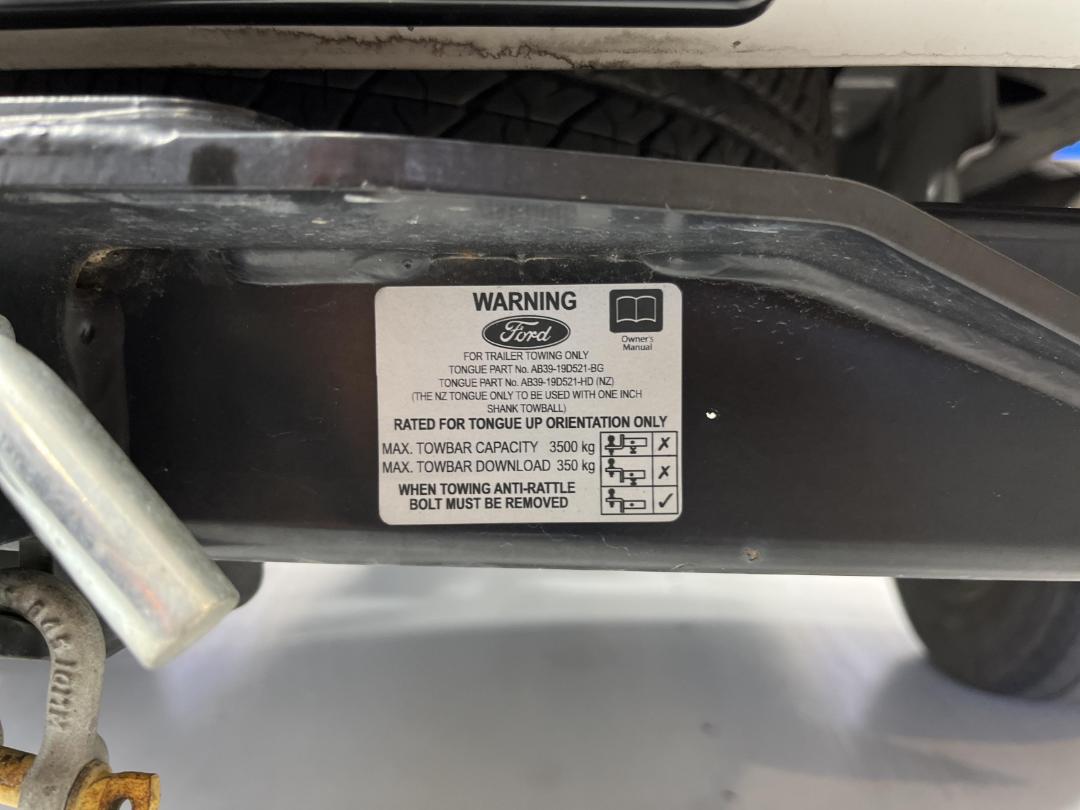 WARNING
Ford
Owner's
Manual
FOR TRAILER TOWING ONLY
TONGUE PART No. AB39-19D521-BG
TONGUE PART No. AB39-19D521-HD (NZ)
(THE NZ TONGUE ONLY TO BE USED WITH ONE INCH
SHANK TOWBALL)
RATED FOR TONGUE UP ORIENTATION ONLY
MAX. TOWBAR CAPACITY 3500 kg
MAX. TOWBAR DOWNLOAD 350 kg
WHEN TOWING ANTI-RATTLE
BOLT MUST BE REMOVED